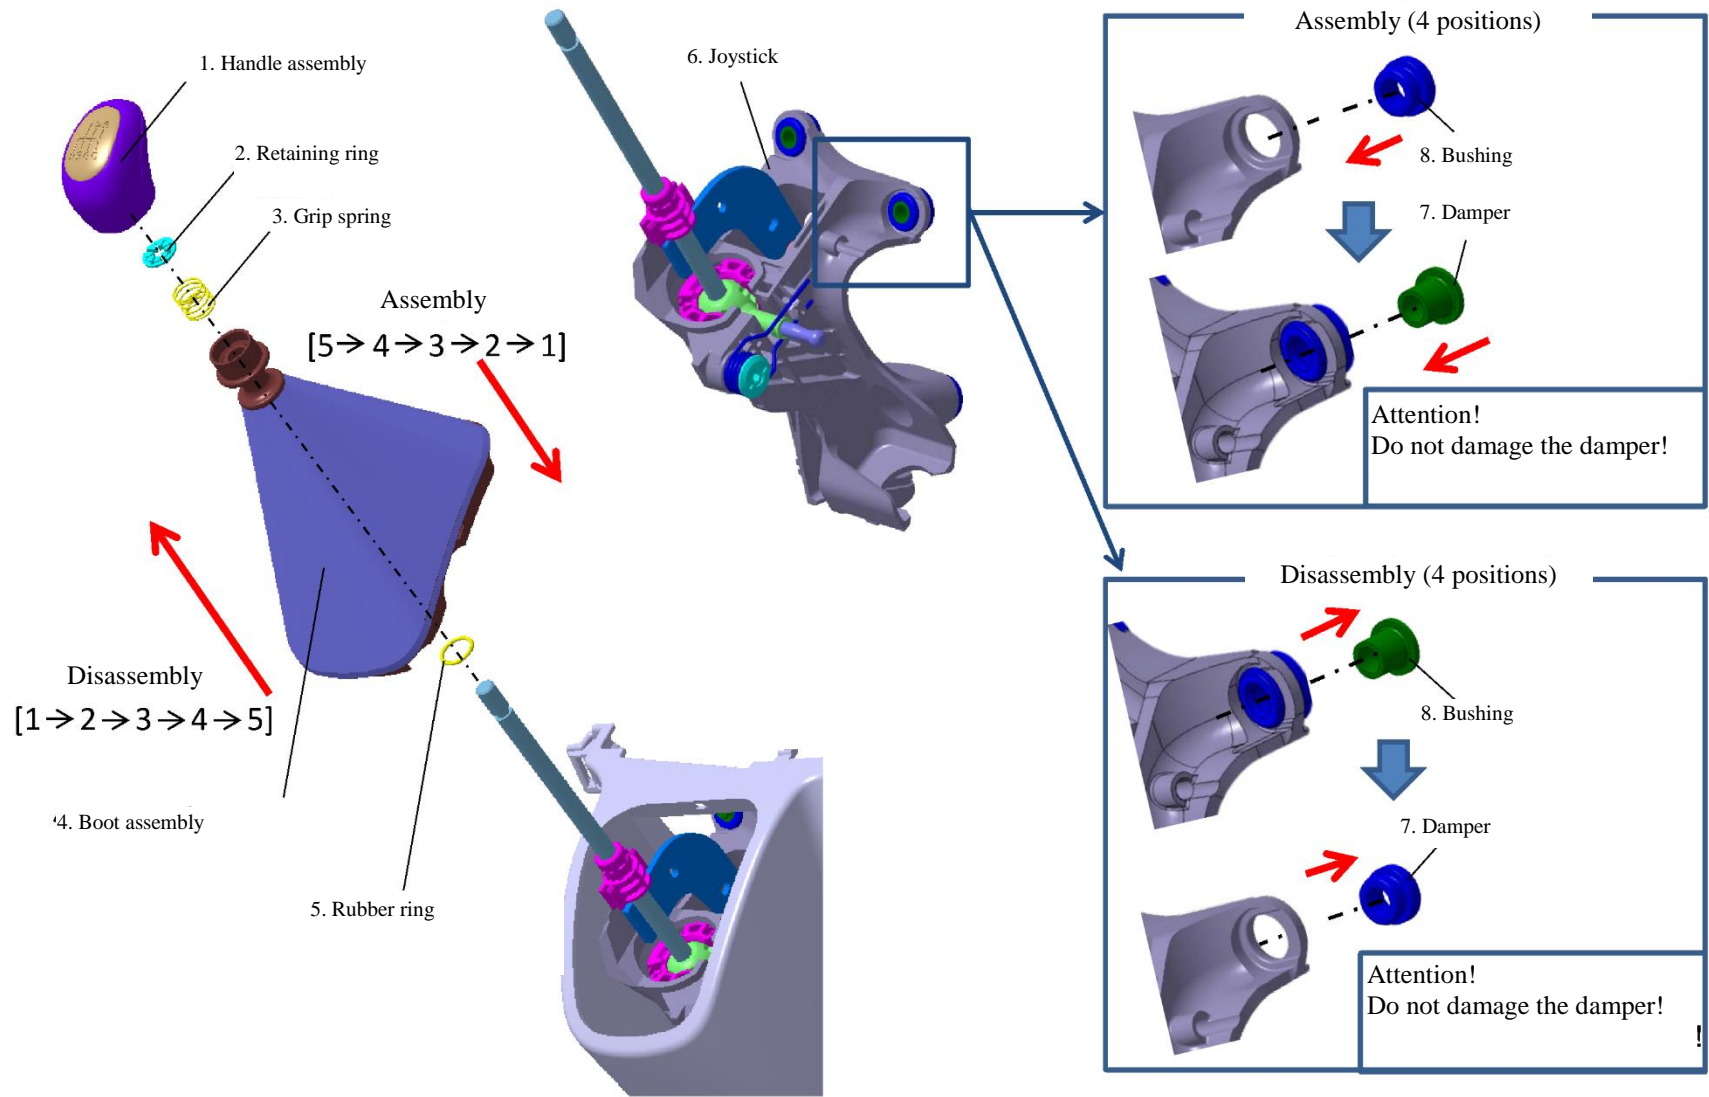 1. Handle assembly
2. Retaining ring
3. Grip spring
Assembly
[5→4→3→2→1]
Disassembly
[1→2→3→4→5]
'4. Boot assembly
5. Rubber ring
6. Joystick
Assembly (4 positions)
8. Bushing
7. Damper
Attention!
Do not damage the damper!
Disassembly (4 positions)
8. Bushing
7. Damper
Attention!
Do not damage the damper!
!